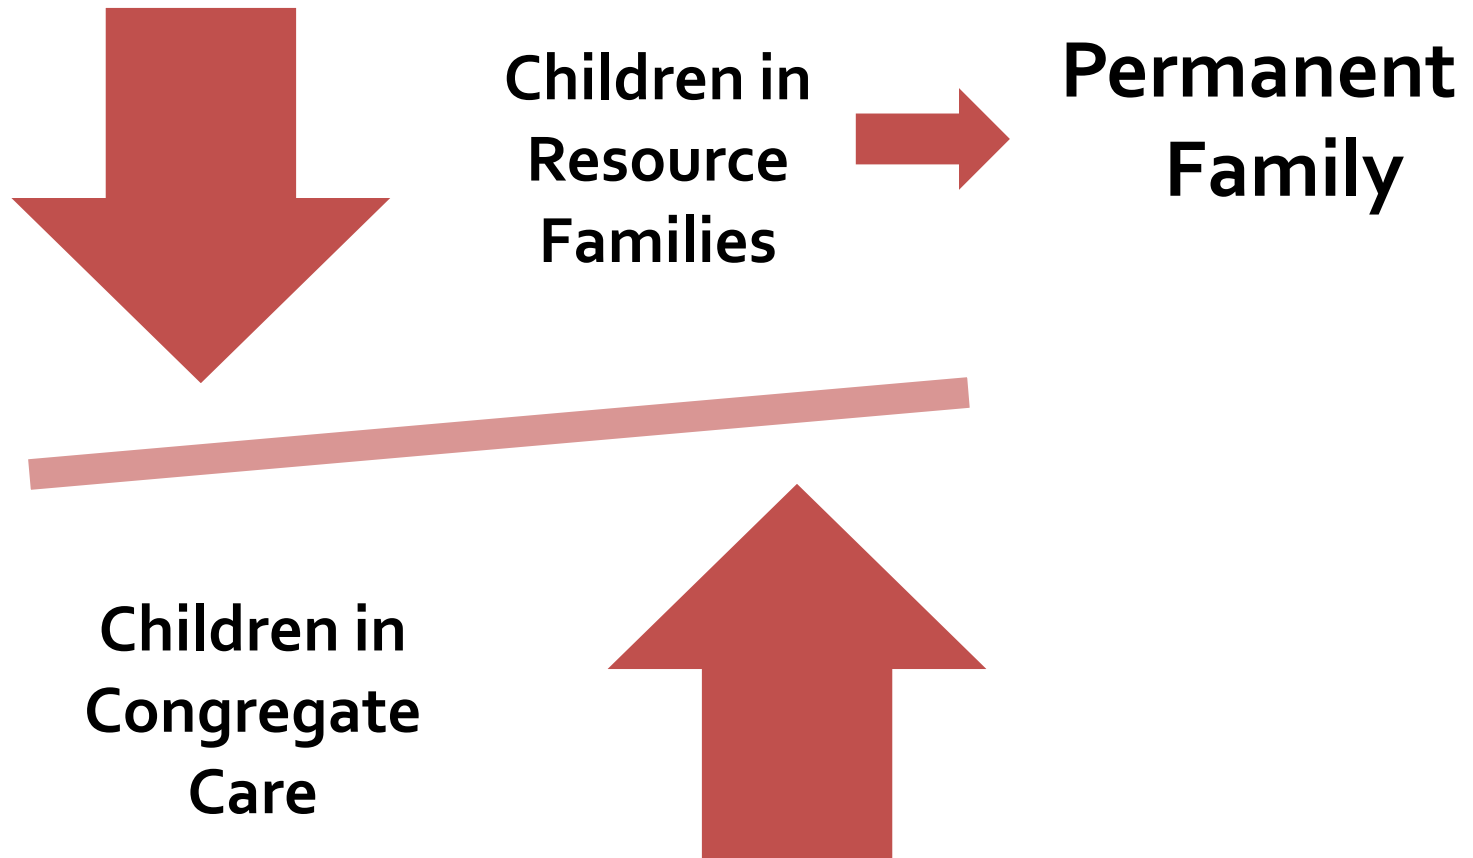 Children in
Resource
Families
Permanent
Family
Children in
Congregate
Care